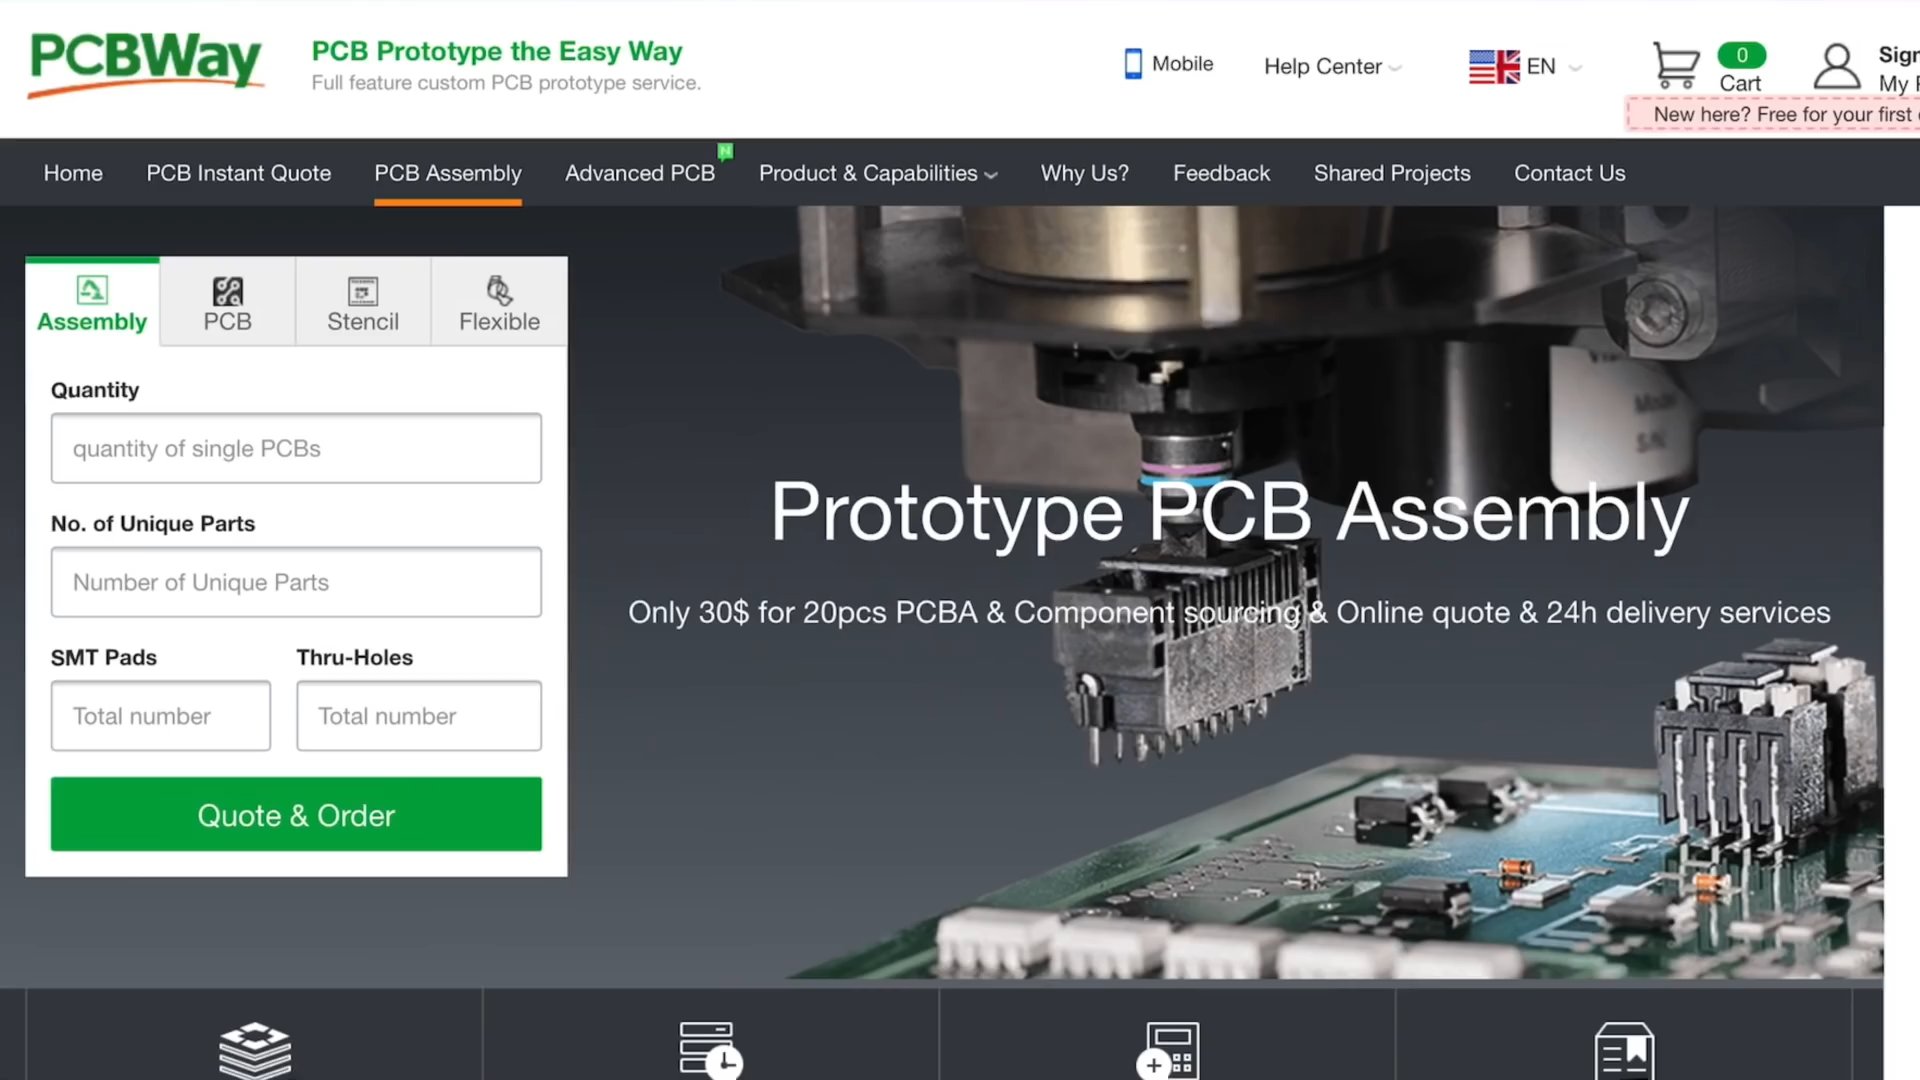 PCBWay
PCB Prototype the Easy Way
Full feature custom PCB prototype service.
Mobile
Help Center
EN
0
Cart
Sign
My
New here? Free for your first
N
Home
PCB Instant Quote
PCB Assembly
Advanced PCB
Product & Capabilities
Why Us?
Feedback
Shared Projects
Contact Us
Assembly
PCB
Stencil
Flexible
Quantity
quantity of single PCBs
No. of Unique Parts
Number of Unique Parts
SMT Pads
Thru-Holes
Total number
Total number
Quote & Order
Prototype PCB Assembly
Only 30$ for 20pcs PCBA & Component sourcing & Online quote & 24h delivery services